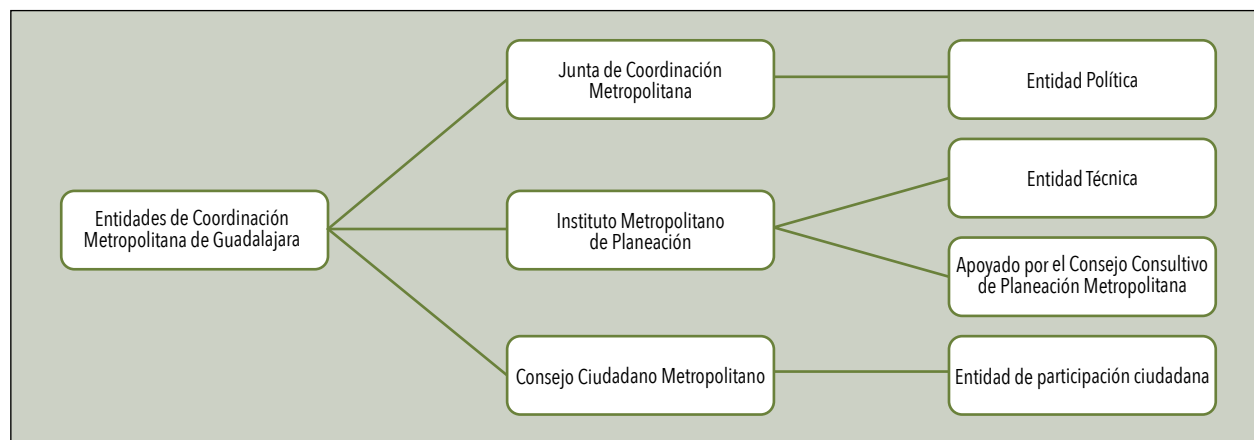 Entidades de Coordinación
Metropolitana de Guadalajara
Junta de Coordinación
Metropolitana
Entidad Política
Instituto Metropolitano
de Planeación
Entidad Técnica
Apoyado por el Consejo Consultivo
de Planeación Metropolitana
Consejo Ciudadano Metropolitano
Entidad de participación ciudadana